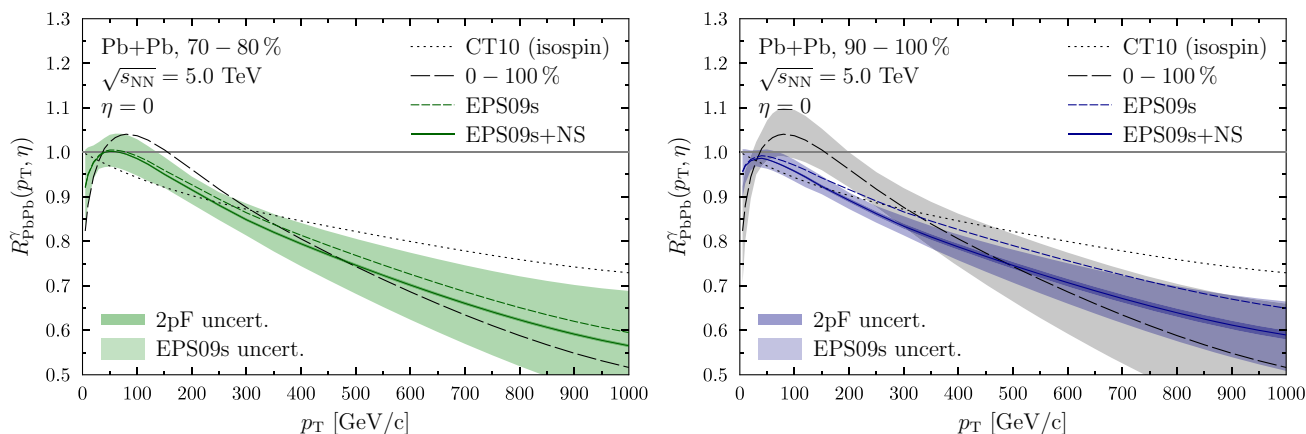 Pb+Pb, 70 − 80 %
√sNN = 5.0 TeV
η = 0
CT10 (isospin)
0 − 100 %
EPS09s
EPS09s+NS
2pF uncert.
EPS09s uncert.
R^γ_PbPb(pT, η)
1.3
1.2
1.1
1.0
0.9
0.8
0.7
0.6
0.5
0 100 200 300 400 500 600 700 800 900 1000
pT [GeV/c]
Pb+Pb, 90 − 100 %
√sNN = 5.0 TeV
η = 0
CT10 (isospin)
0 − 100 %
EPS09s
EPS09s+NS
2pF uncert.
EPS09s uncert.
R^γ_PbPb(pT, η)
1.3
1.2
1.1
1.0
0.9
0.8
0.7
0.6
0.5
0 100 200 300 400 500 600 700 800 900 1000
pT [GeV/c]